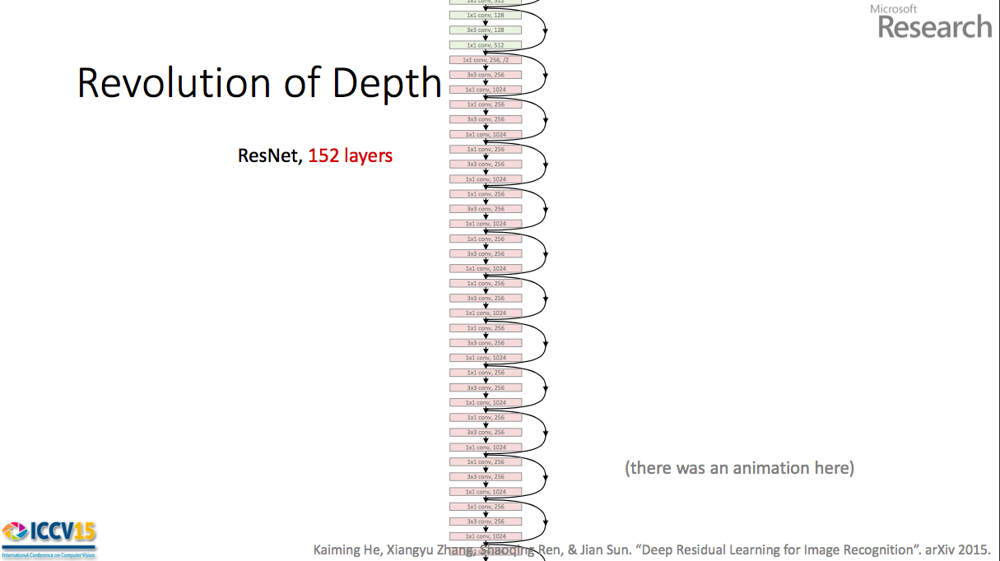 Microsoft
Research
Revolution of Depth
ResNet, 152 layers
1x1 conv, 512
1x1 conv, 128
3x3 conv, 128
1x1 conv, 512
1x1 conv, 256, /2
3x3 conv, 256
1x1 conv, 1024
1x1 conv, 256
3x3 conv, 256
1x1 conv, 1024
1x1 conv, 256
3x3 conv, 256
1x1 conv, 1024
1x1 conv, 256
3x3 conv, 256
1x1 conv, 1024
1x1 conv, 256
3x3 conv, 256
1x1 conv, 1024
1x1 conv, 256
3x3 conv, 256
1x1 conv, 1024
1x1 conv, 256
3x3 conv, 256
1x1 conv, 1024
1x1 conv, 256
3x3 conv, 256
1x1 conv, 1024
1x1 conv, 256
3x3 conv, 256
1x1 conv, 1024
1x1 conv, 256
3x3 conv, 256
1x1 conv, 1024
1x1 conv, 256
3x3 conv, 256
1x1 conv, 1024
(there was an animation here)
ICCV15
International Conference on Computer Vision
Kaiming He, Xiangyu Zhang, Shaoqing Ren, & Jian Sun. “Deep Residual Learning for Image Recognition”. arXiv 2015.